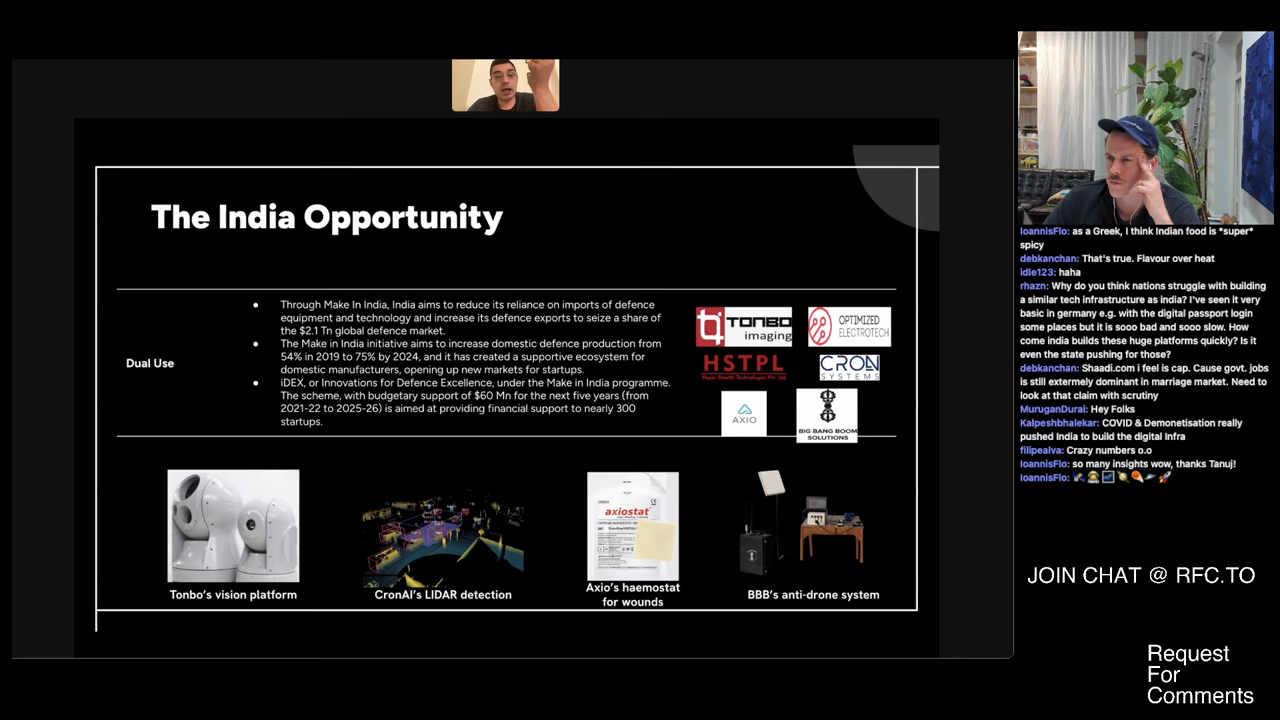 The India Opportunity
Dual Use
● Through Make In India, India aims to reduce its reliance on imports of defence
equipment and technology and increase its defence exports to seize a share of
the $2.1 Tn global defence market.
● The Make in India initiative aims to increase domestic defence production from
54% in 2019 to 75% by 2024, and it has created a supportive ecosystem for
domestic manufacturers, opening up new markets for startups.
● iDEX, or Innovations for Defence Excellence, under the Make in India programme.
The scheme, with budgetary support of $60 Mn for the next five years (from
2021-22 to 2025-26) is aimed at providing financial support to nearly 300
startups.
TONBO
imaging
OPTIMIZED
ELECTROTECH
HSTPL
Hyper Stealth Technologies Pvt. Ltd.
CRON
SYSTEMS
AXIO
BIG BANG BOOM
SOLUTIONS
axiostat
Tonbo's vision platform
CronAI's LIDAR detection
Axio's haemostat
for wounds
BBB's anti-drone system
IoannisFlo: as a Greek, I think Indian food is *super*
spicy
debkanchan: That's true. Flavour over heat
idle123: haha
rhazn: Why do you think nations struggle with building
a similar tech infrastructure as india? I've seen it very
basic in germany e.g. with the digital passport login
some places but it is sooo bad and sooo slow. How
come india builds these huge platforms quickly? Is it
even the state pushing for those?
debkanchan: Shaadi.com i feel is cap. Cause govt. jobs
is still extermely dominant in marriage market. Need to
look at that claim with scrutiny
MuruganDurai: Hey Folks
Kalpeshbhalekar: COVID & Demonetisation really
pushed India to build the digital Infra
filipealva: Crazy numbers o.o
IoannisFlo: so many insights wow, thanks Tanuj!
IoannisFlo:
JOIN CHAT @ RFC.TO
Request
For
Comments